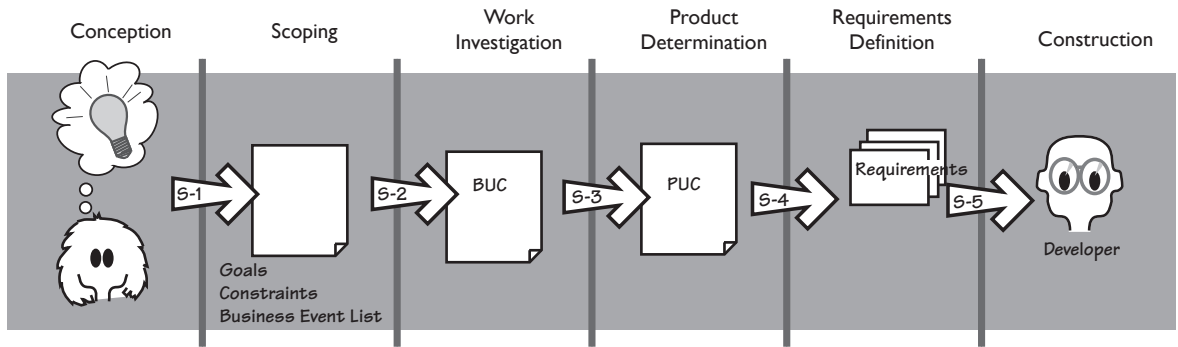 Conception
Scoping
Work
Investigation
Product
Determination
Requirements
Definition
Construction
S-1
Goals
Constraints
Business Event List
S-2
BUC
S-3
PUC
S-4
Requirements
S-5
Developer